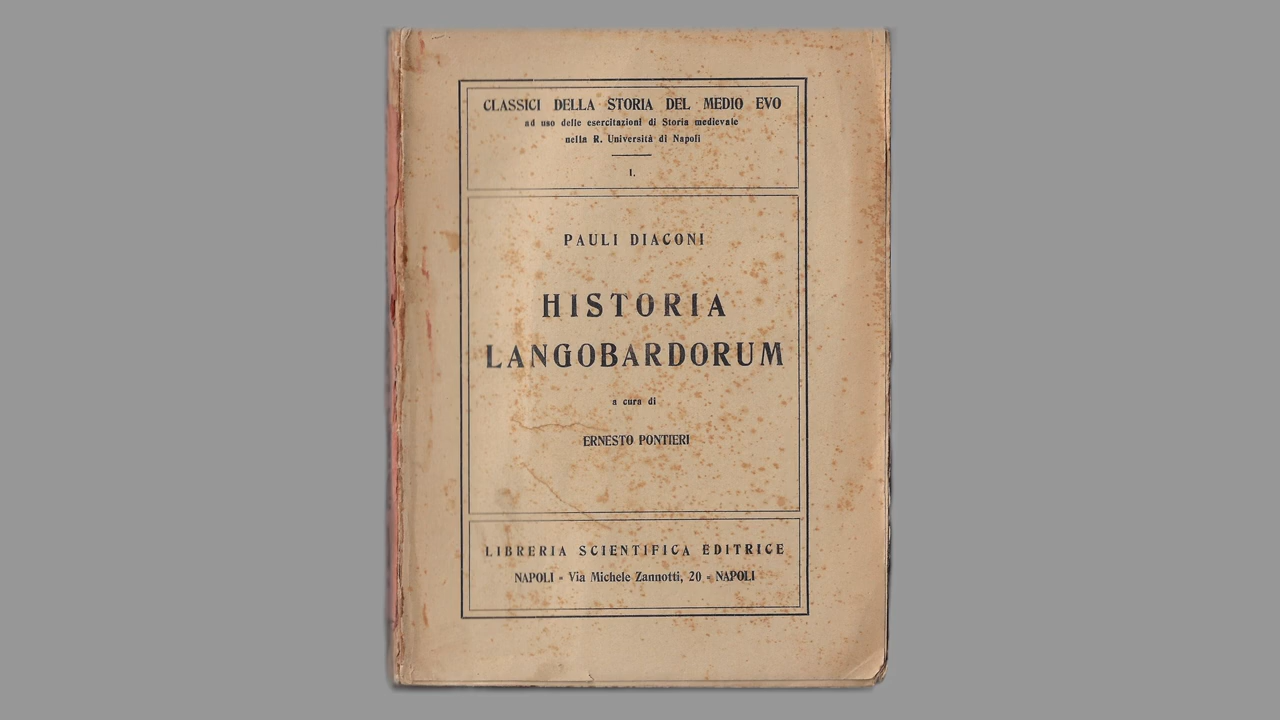 CLASSICI DELLA STORIA DEL MEDIO EVO
ad uso delle esercitazioni di Storia medievale
nella R. Università di Napoli
I.
PAULI DIACONI
HISTORIA
LANGOBARDORUM
a cura di
ERNESTO PONTIERI
LIBRERIA SCIENTIFICA EDITRICE
NAPOLI - Via Michele Zannotti, 20 - NAPOLI